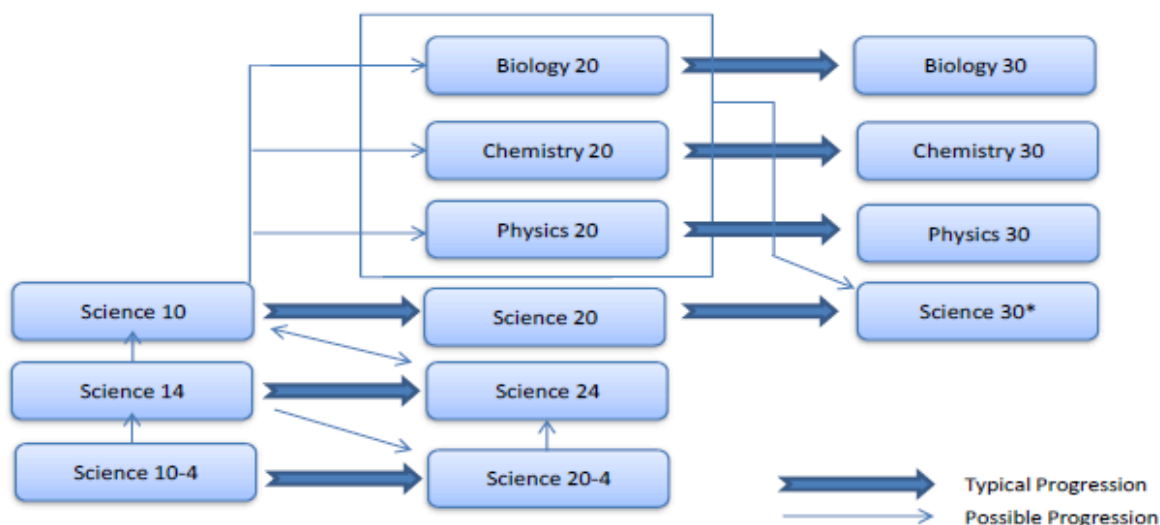 Biology 20
Biology 30
Chemistry 20
Chemistry 30
Physics 20
Physics 30
Science 10
Science 20
Science 30*
Science 14
Science 24
Science 10-4
Science 20-4
Typical Progression
Possible Progression